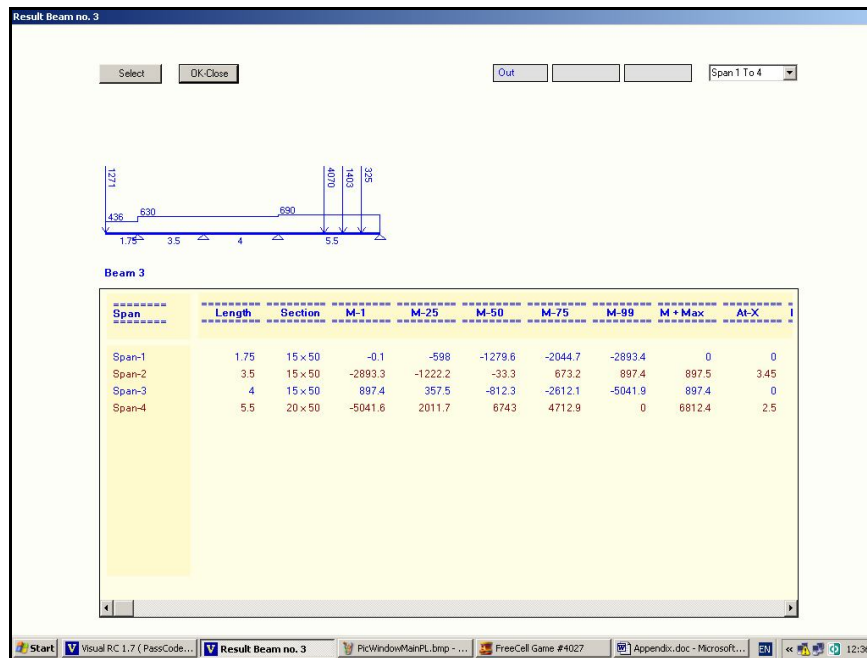 Result Beam no. 3
Select OK-Close Out Span 1 To 4
1271 4070 1403 325
436 630 690
1.75 3.5 4 5.5
Beam 3
======== ======== ======== ======== ======== ======== ======== ======== ======== ========
Span Length Section M-1 M-25 M-50 M-75 M-99 M + Max At-X
======== ======== ======== ======== ======== ======== ======== ======== ======== ========
Span-1 1.75 15 x 50 -0.1 -598 -1279.6 -2044.7 -2893.4 0 0
Span-2 3.5 15 x 50 -2893.3 -1222.2 -33.3 673.2 897.4 897.5 3.45
Span-3 4 15 x 50 897.4 357.5 -812.3 -2612.1 -5041.9 897.4 0
Span-4 5.5 20 x 50 -5041.6 2011.7 6743 4712.9 0 6812.4 2.5
Start Visual RC 1.7 ( PassCode... Result Beam no. 3 PicWindowMainPL.bmp - ... FreeCell Game #4027 Appendix.doc - Microsoft... EN